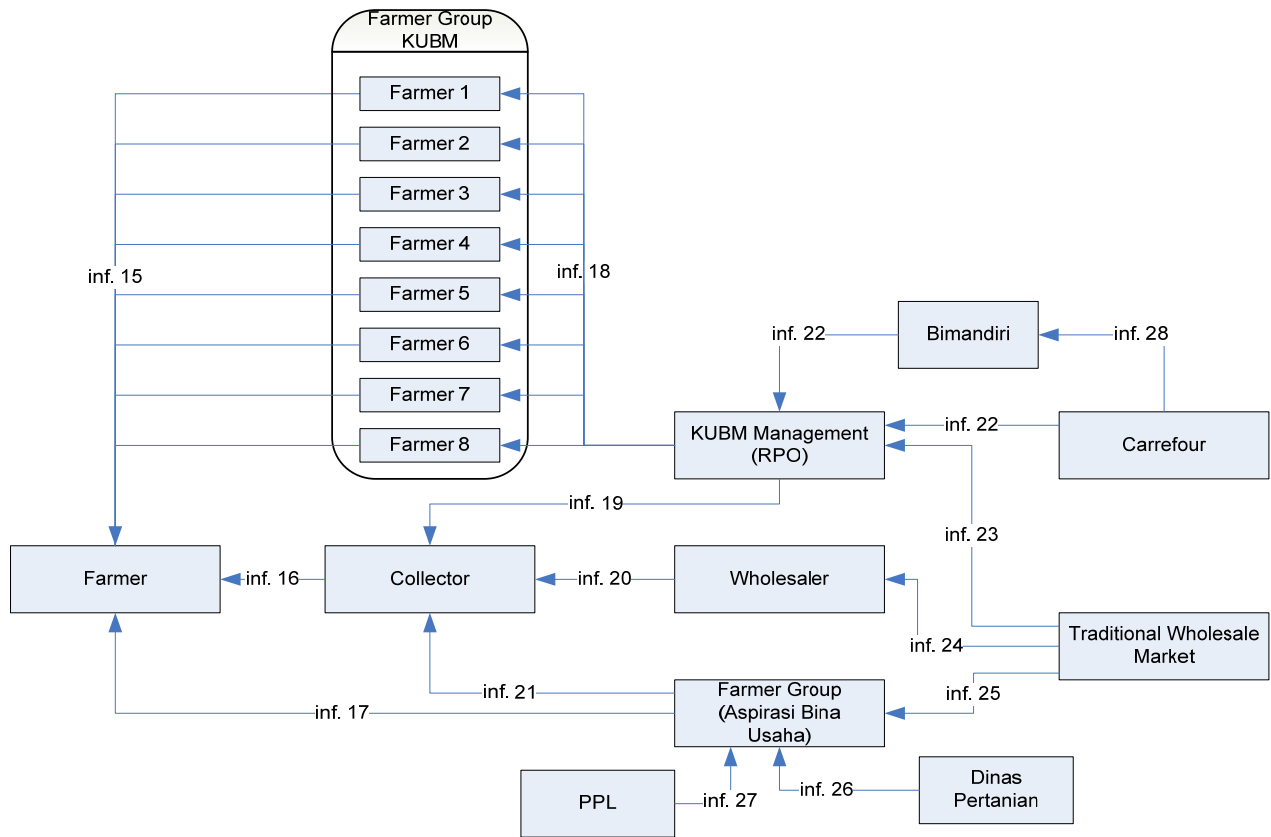 Farmer Group
KUBM
Farmer 1
Farmer 2
Farmer 3
Farmer 4
inf. 15
inf. 18
Farmer 5
Farmer 6
Farmer 7
Farmer 8
inf. 22
Bimandiri
inf. 28
KUBM Management
(RPO)
inf. 22
Carrefour
inf. 19
inf. 23
Farmer
inf. 16
Collector
inf. 20
Wholesaler
inf. 24
Traditional Wholesale
Market
inf. 21
inf. 17
Farmer Group
(Aspirasi Bina
Usaha)
inf. 25
PPL
inf. 27
inf. 26
Dinas
Pertanian